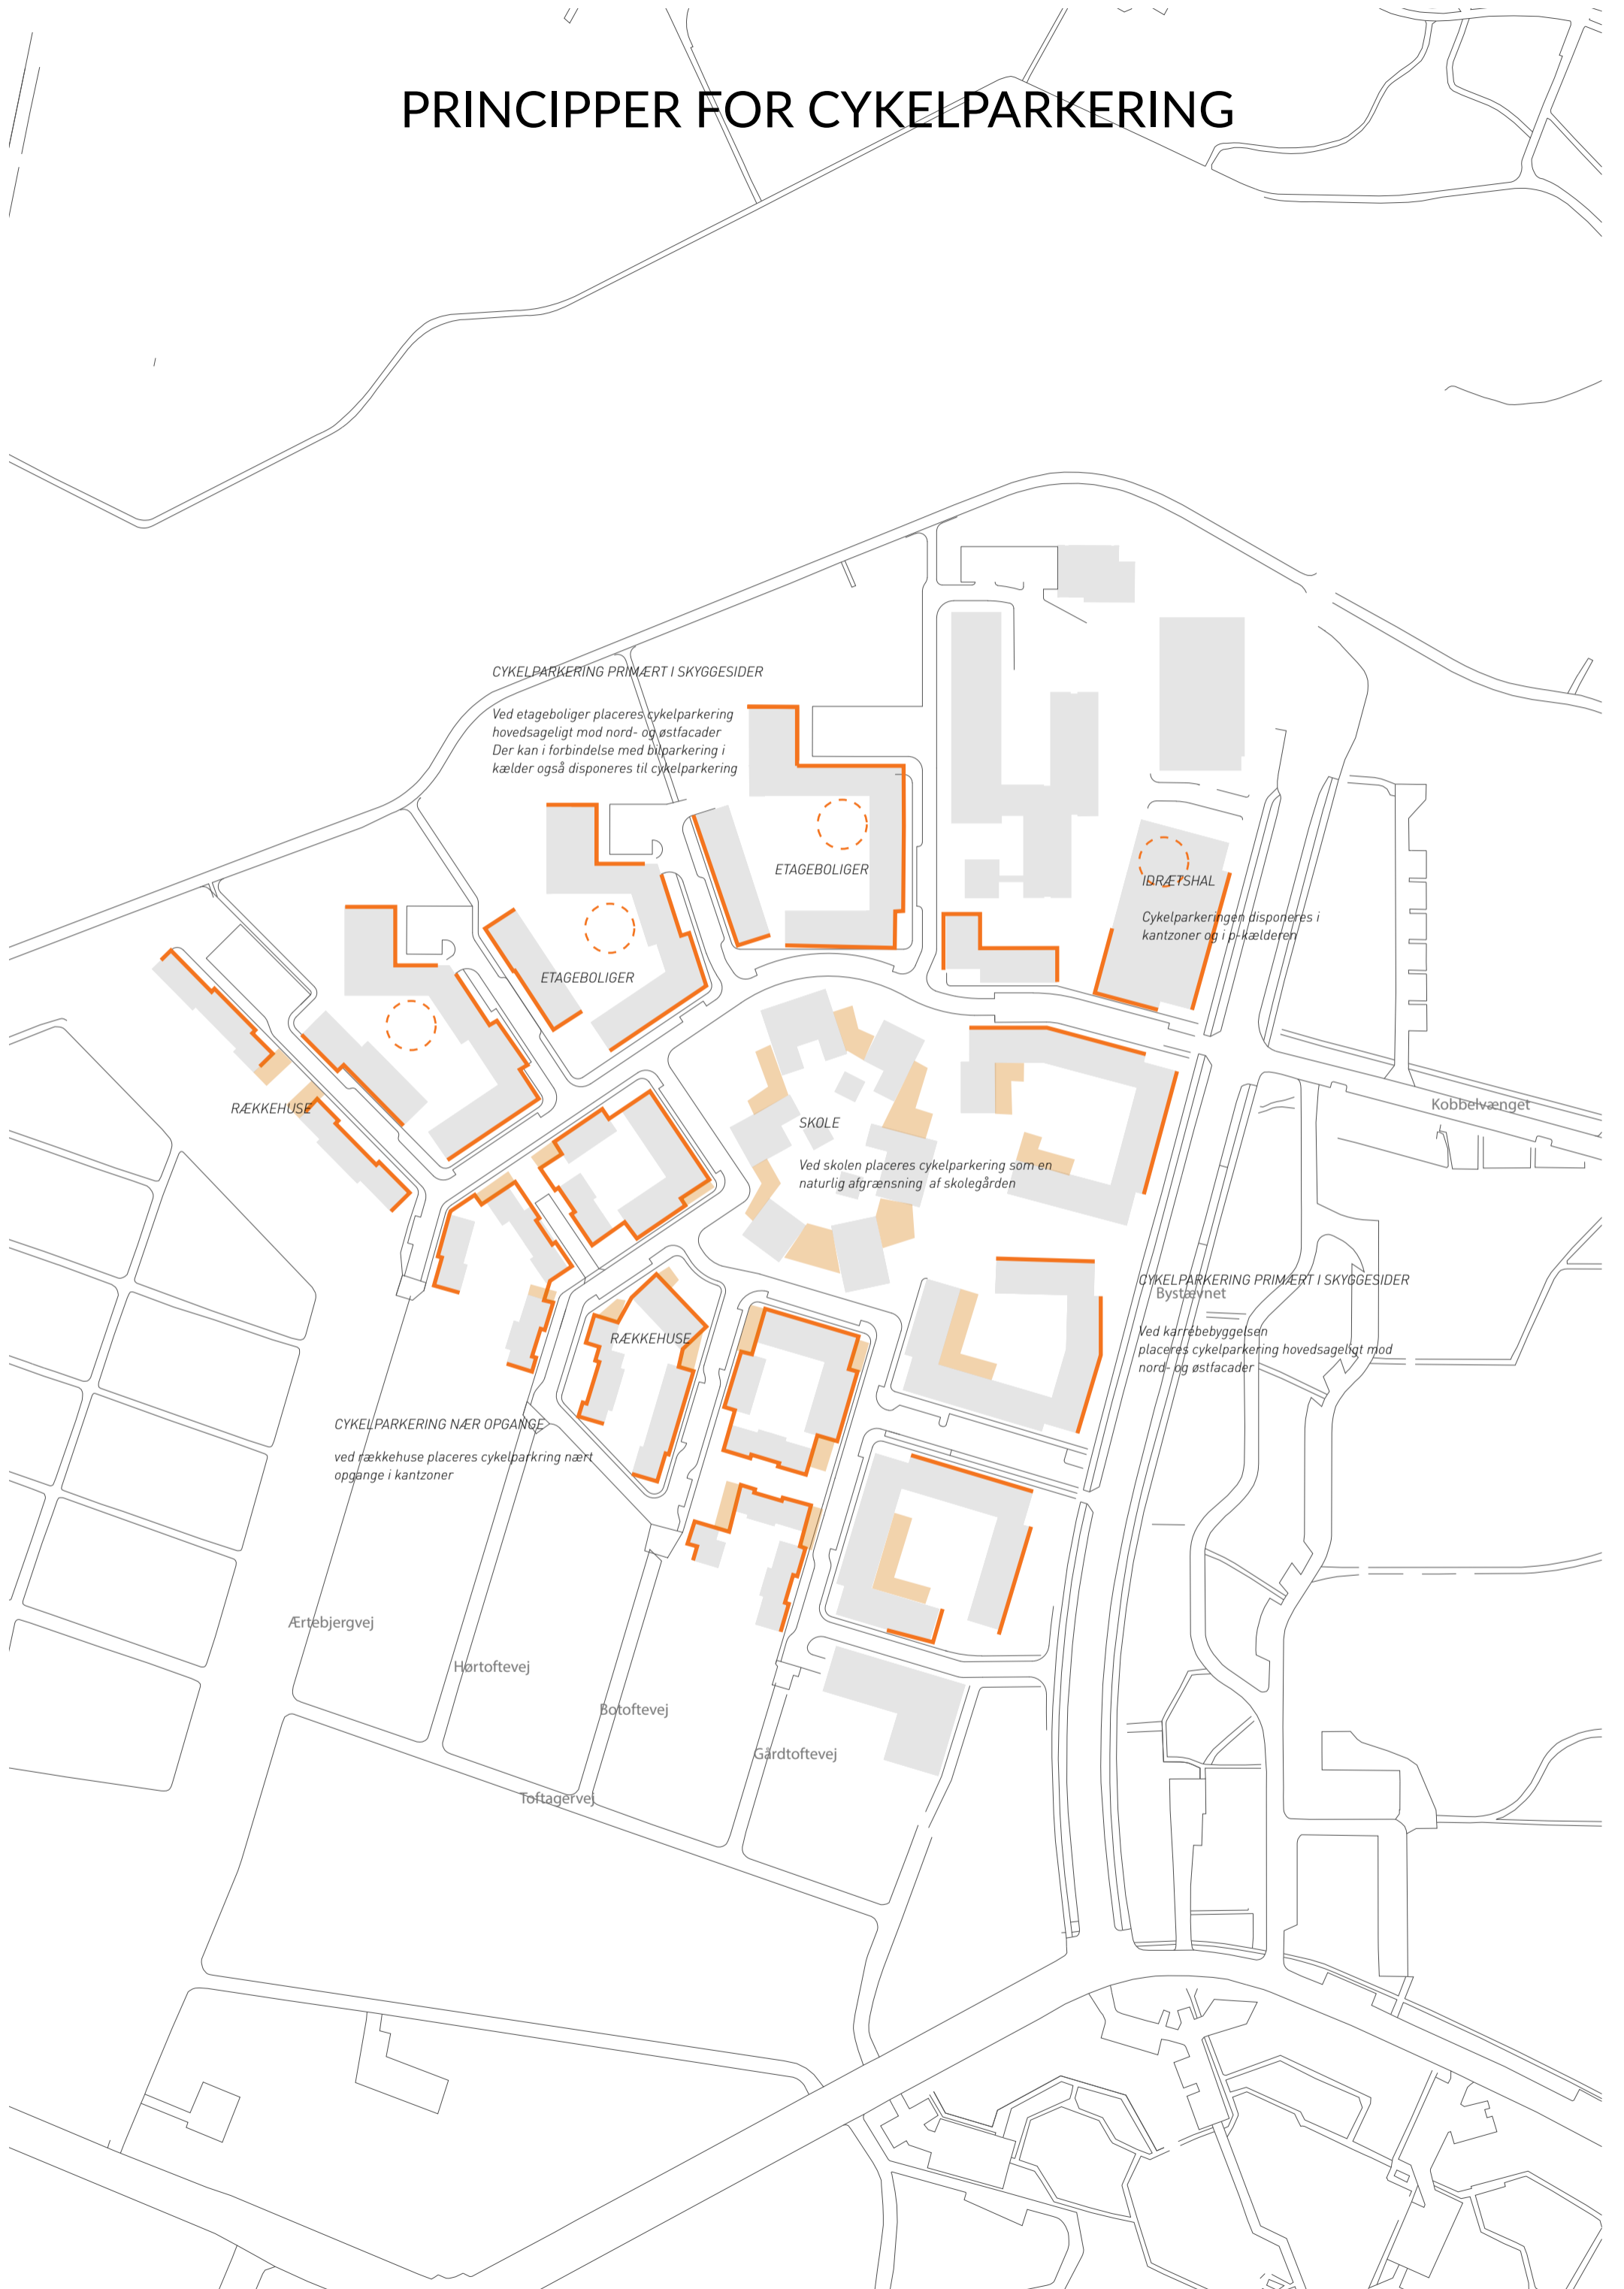 PRINCIPPER FOR CYKELPARKERING
CYKELPARKERING PRIMÆRT I SKYGGESIDER
Ved etageboliger placeres cykelparkering
hovedsageligt mod nord- og østfacader
Der kan i forbindelse med bilparkering i
kælder også disponeres til cykelparkering
ETAGEBOLIGER
IDRÆTSHAL
Cykelparkeringen disponeres i
kantzoner og i p-kælderen
ETAGEBOLIGER
RÆKKEHUSE
Kobbelvænget
SKOLE
Ved skolen placeres cykelparkering som en
naturlig afgrænsning af skolegården
CYKELPARKERING PRIMÆRT I SKYGGESIDER
Bystævnet
Ved karrébebyggelsen
placeres cykelparkering hovedsageligt mod
nord- og østfacader
RÆKKEHUSE
CYKELPARKERING NÆR OPGANGE
ved rækkehuse placeres cykelparkring nært
opgange i kantzoner
Ærtebjergvej
Hørtoftevej
Botoftevej
Gårdtoftevej
Toftagervej